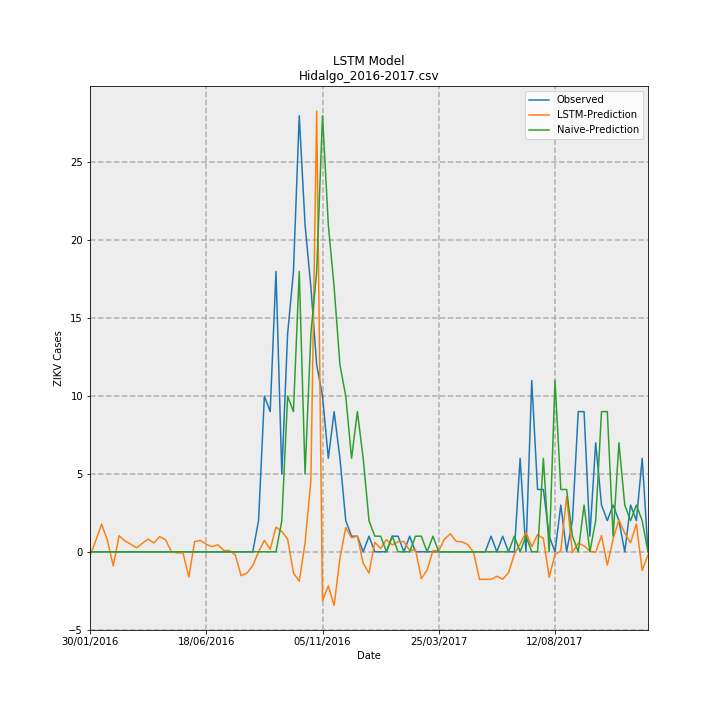 LSTM Model
Hidalgo_2016-2017.csv
Observed
LSTM-Prediction
Naive-Prediction
ZIKV Cases
25
20
15
10
5
0
−5
30/01/2016
18/06/2016
05/11/2016
25/03/2017
12/08/2017
Date